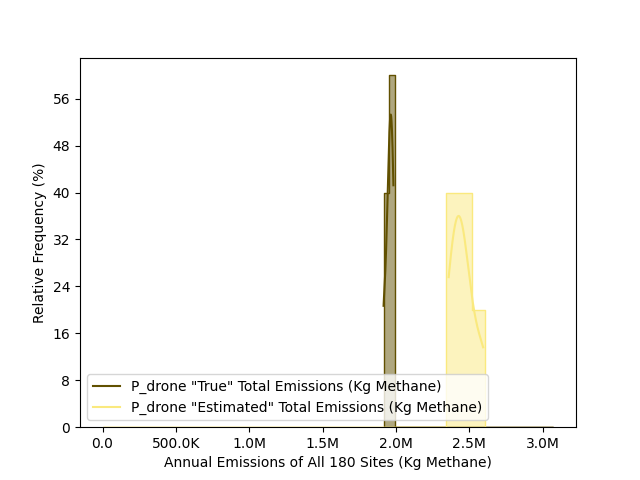 56
48
40
32
24
16
8
0
Relative Frequency (%)
P_drone "True" Total Emissions (Kg Methane)
P_drone "Estimated" Total Emissions (Kg Methane)
0.0 500.0K 1.0M 1.5M 2.0M 2.5M 3.0M
Annual Emissions of All 180 Sites (Kg Methane)